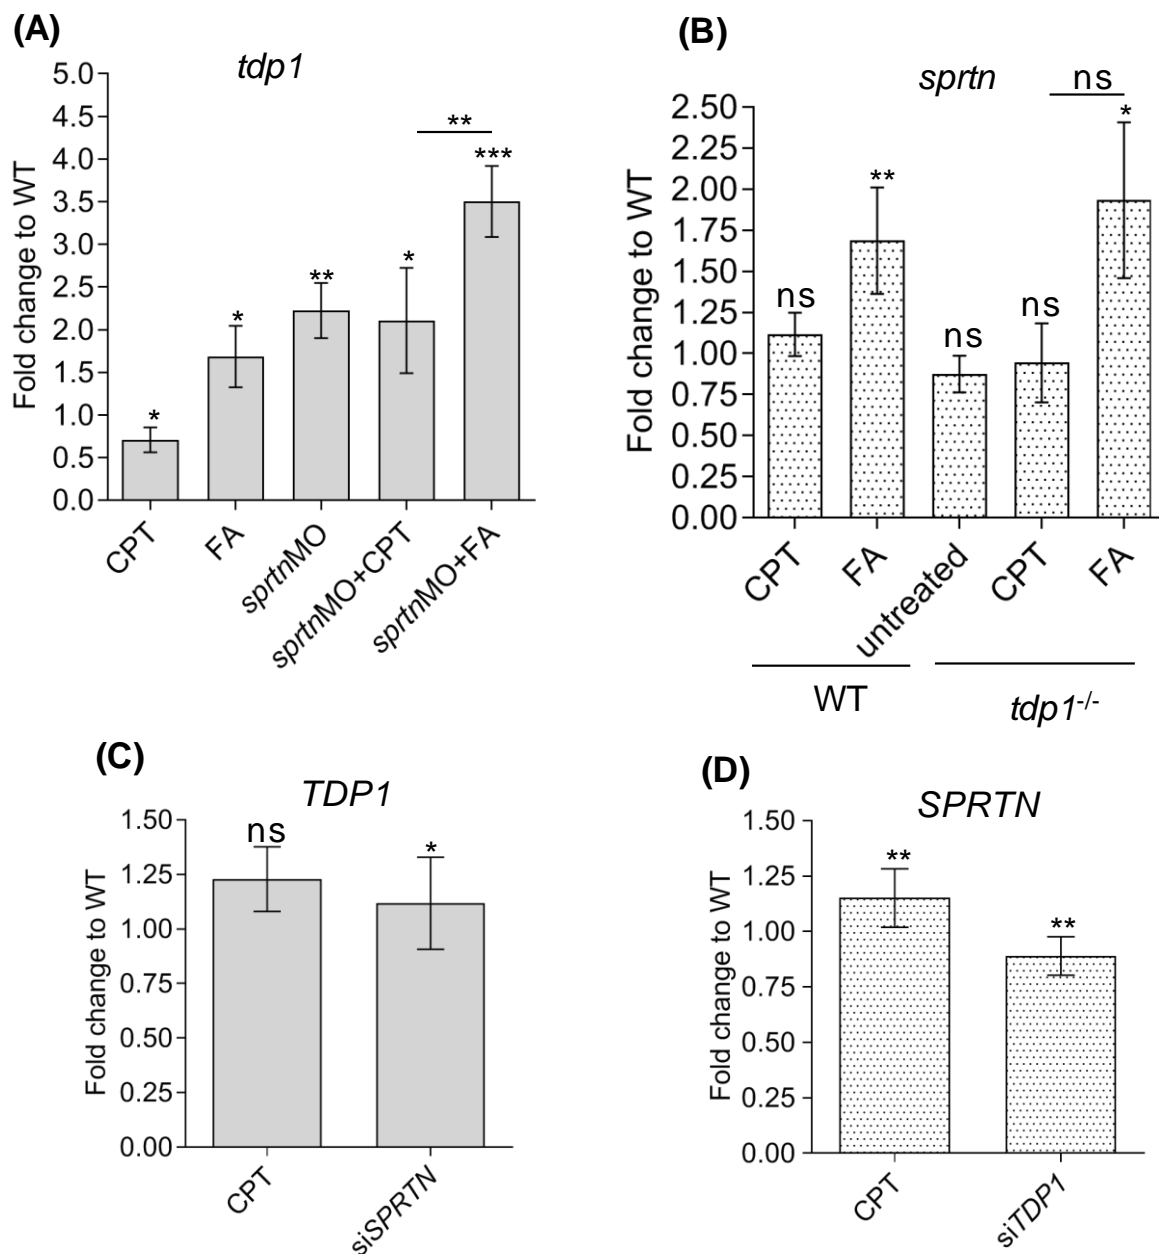 (A)
tdp1
Fold change to WT
5.0
4.5
4.0
3.5
3.0
2.5
2.0
1.5
1.0
0.5
0.0
*
*
**
*
***
**
CPT
FA
sprtnMO
sprtnMO+CPT
sprtnMO+FA
(B)
sprtn
Fold change to WT
2.50
2.25
2.00
1.75
1.50
1.25
1.00
0.75
0.50
0.25
0.00
ns
**
ns
ns
*
ns
CPT
FA
untreated
CPT
FA
WT
tdp1-/-
(C)
TDP1
Fold change to WT
1.50
1.25
1.00
0.75
0.50
0.25
0.00
ns
*
CPT
siSPRTN
(D)
SPRTN
Fold change to WT
1.50
1.25
1.00
0.75
0.50
0.25
0.00
**
**
CPT
siTDP1